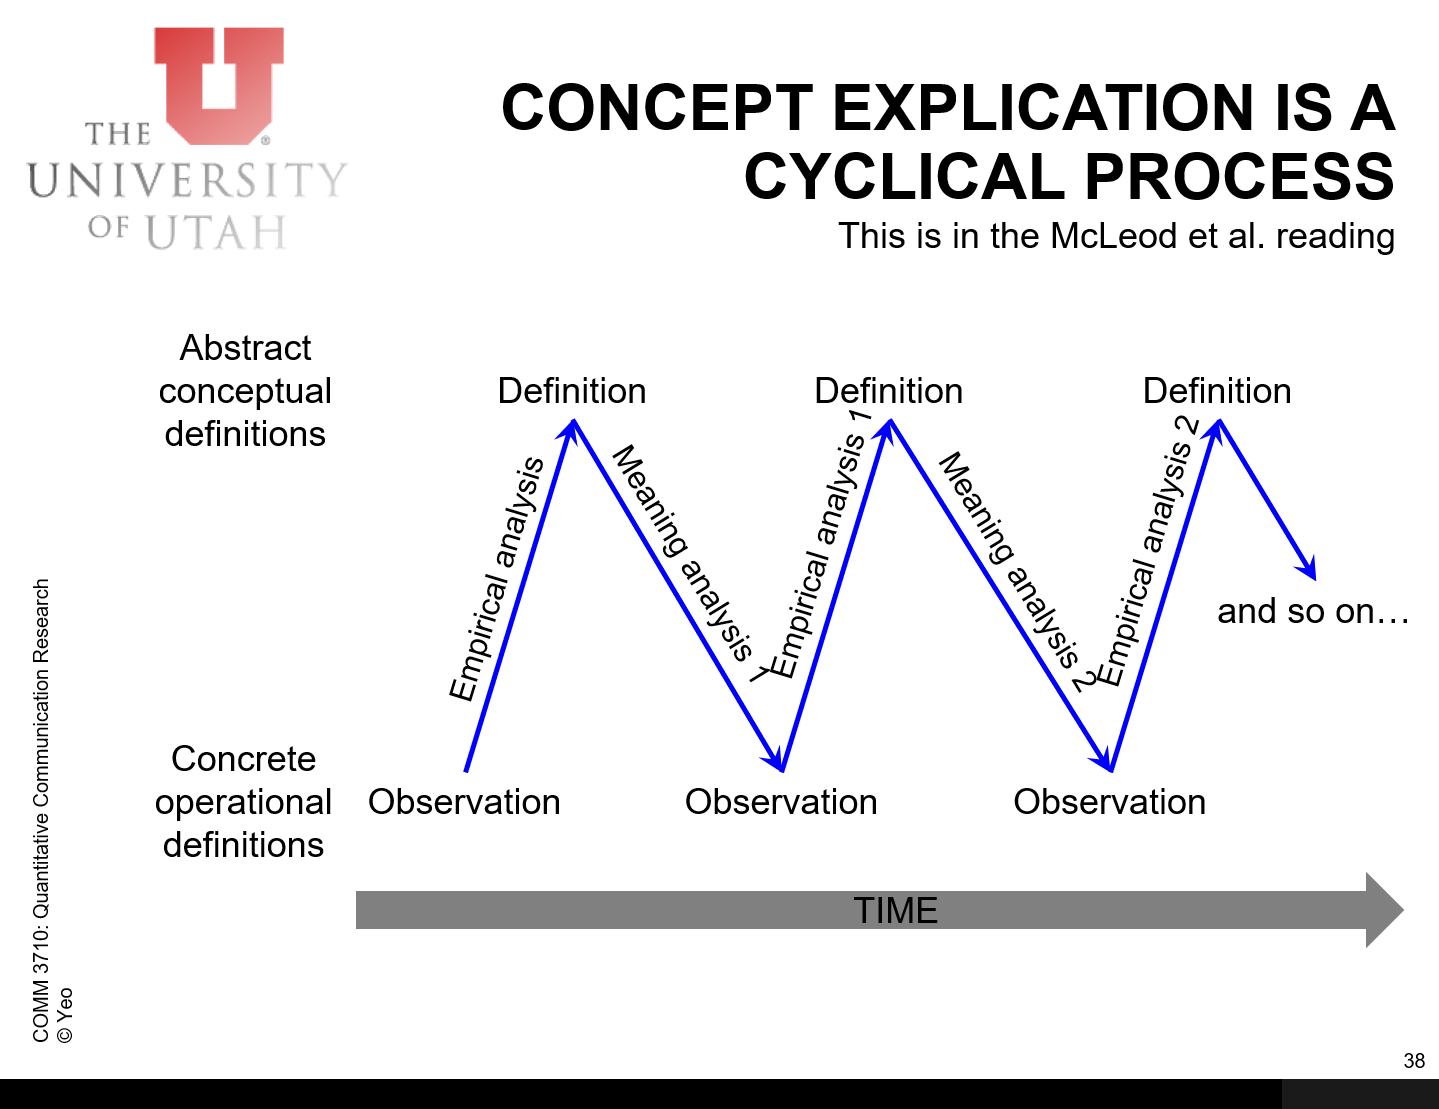 THE
UNIVERSITY
OF UTAH
®
CONCEPT EXPLICATION IS A
CYCLICAL PROCESS
This is in the McLeod et al. reading
Abstract
conceptual
definitions
Definition
Definition
Definition
Empirical analysis
Meaning analysis 1
Empirical analysis 1
Meaning analysis 2
Empirical analysis 2
and so on…
Concrete
operational
definitions
Observation
Observation
Observation
TIME
COMM 3710: Quantitative Communication Research
© Yeo
38